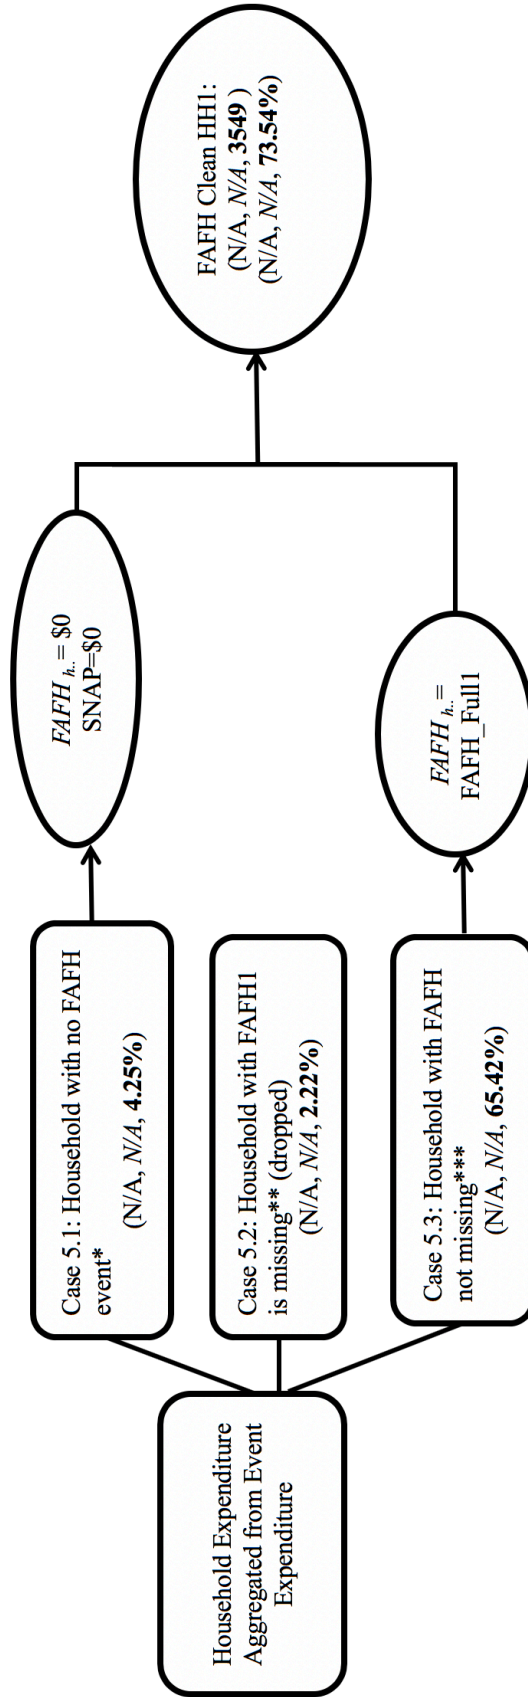 Household Expenditure
Aggregated from Event
Expenditure
Case 5.1: Household with no FAFH
event*
(N/A, N/A, 4.25%)
Case 5.2: Household with FAFH1
is missing** (dropped)
(N/A, N/A, 2.22%)
Case 5.3: Household with FAFH
not missing***
(N/A, N/A, 65.42%)
FAFH h..= $0
SNAP=$0
FAFH h..=
FAFH_Full1
FAFH Clean HH1:
(N/A, N/A, 3549 )
(N/A, N/A, 73.54%)